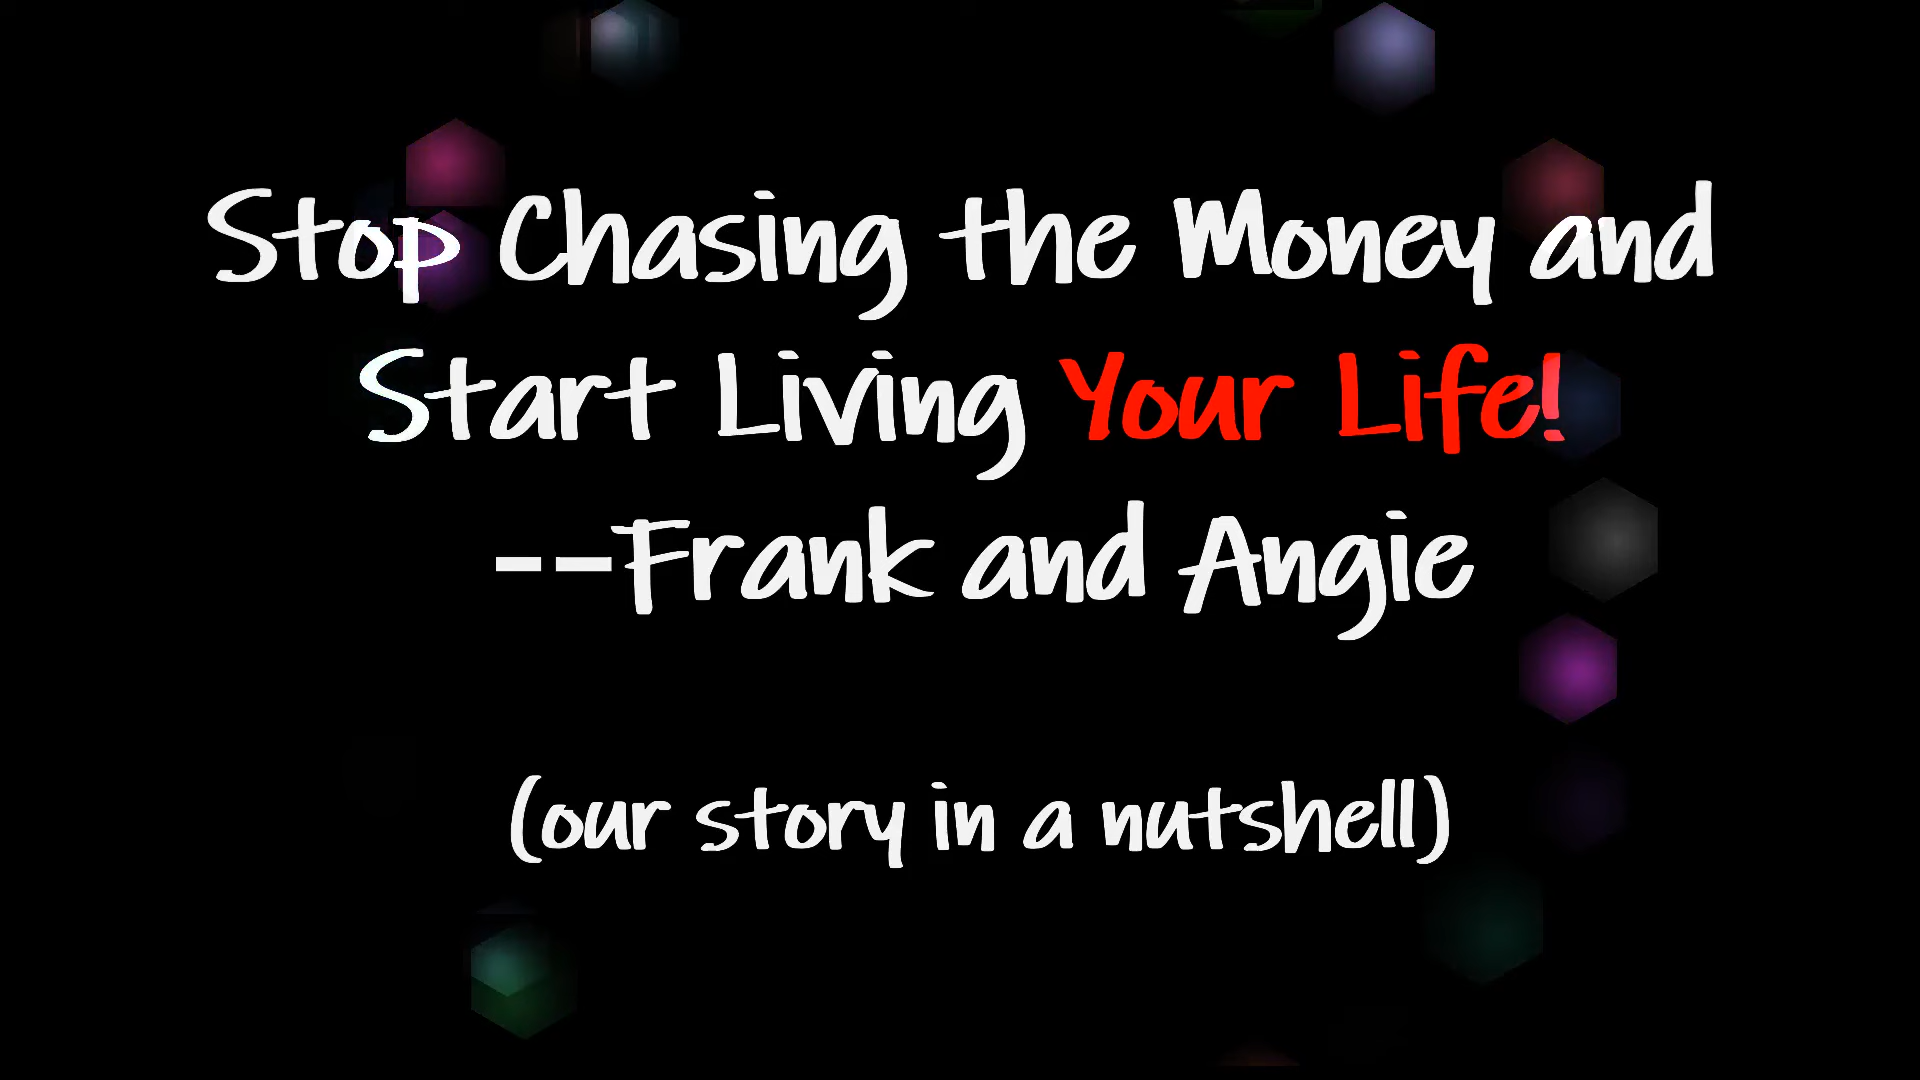 Stop Chasing the Money and
Start Living Your Life!
--Frank and Angie
(our story in a nutshell)